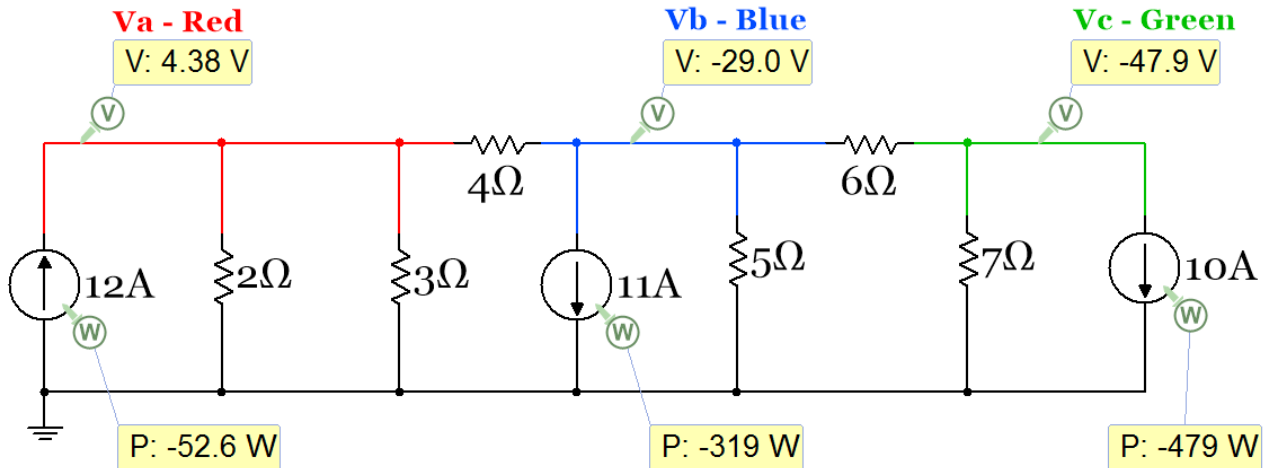 Va - Red
Vb - Blue
Vc - Green
V: 4.38 V
V: -29.0 V
V: -47.9 V
V
V
V
4Ω
6Ω
12A
2Ω
3Ω
11A
5Ω
7Ω
10A
W
W
W
P: -52.6 W
P: -319 W
P: -479 W